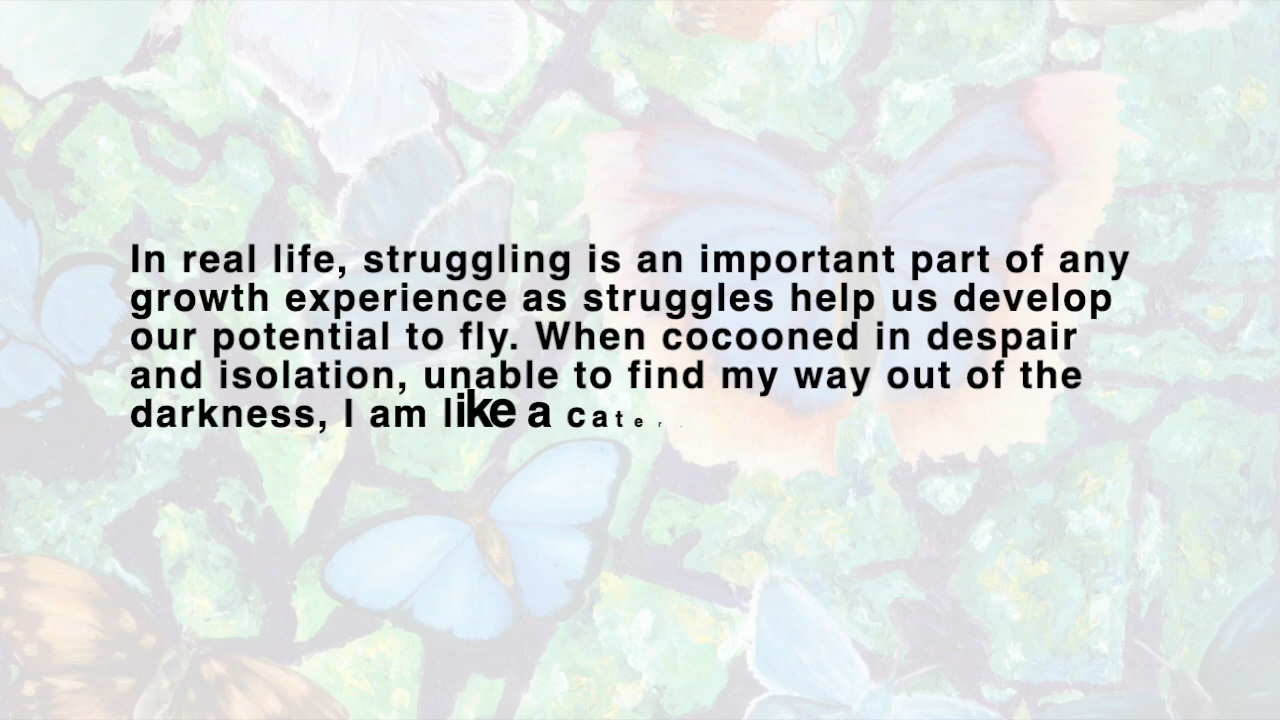 In real life, struggling is an important part of any
growth experience as struggles help us develop
our potential to fly. When cocooned in despair
and isolation, unable to find my way out of the
darkness, I am like a cater